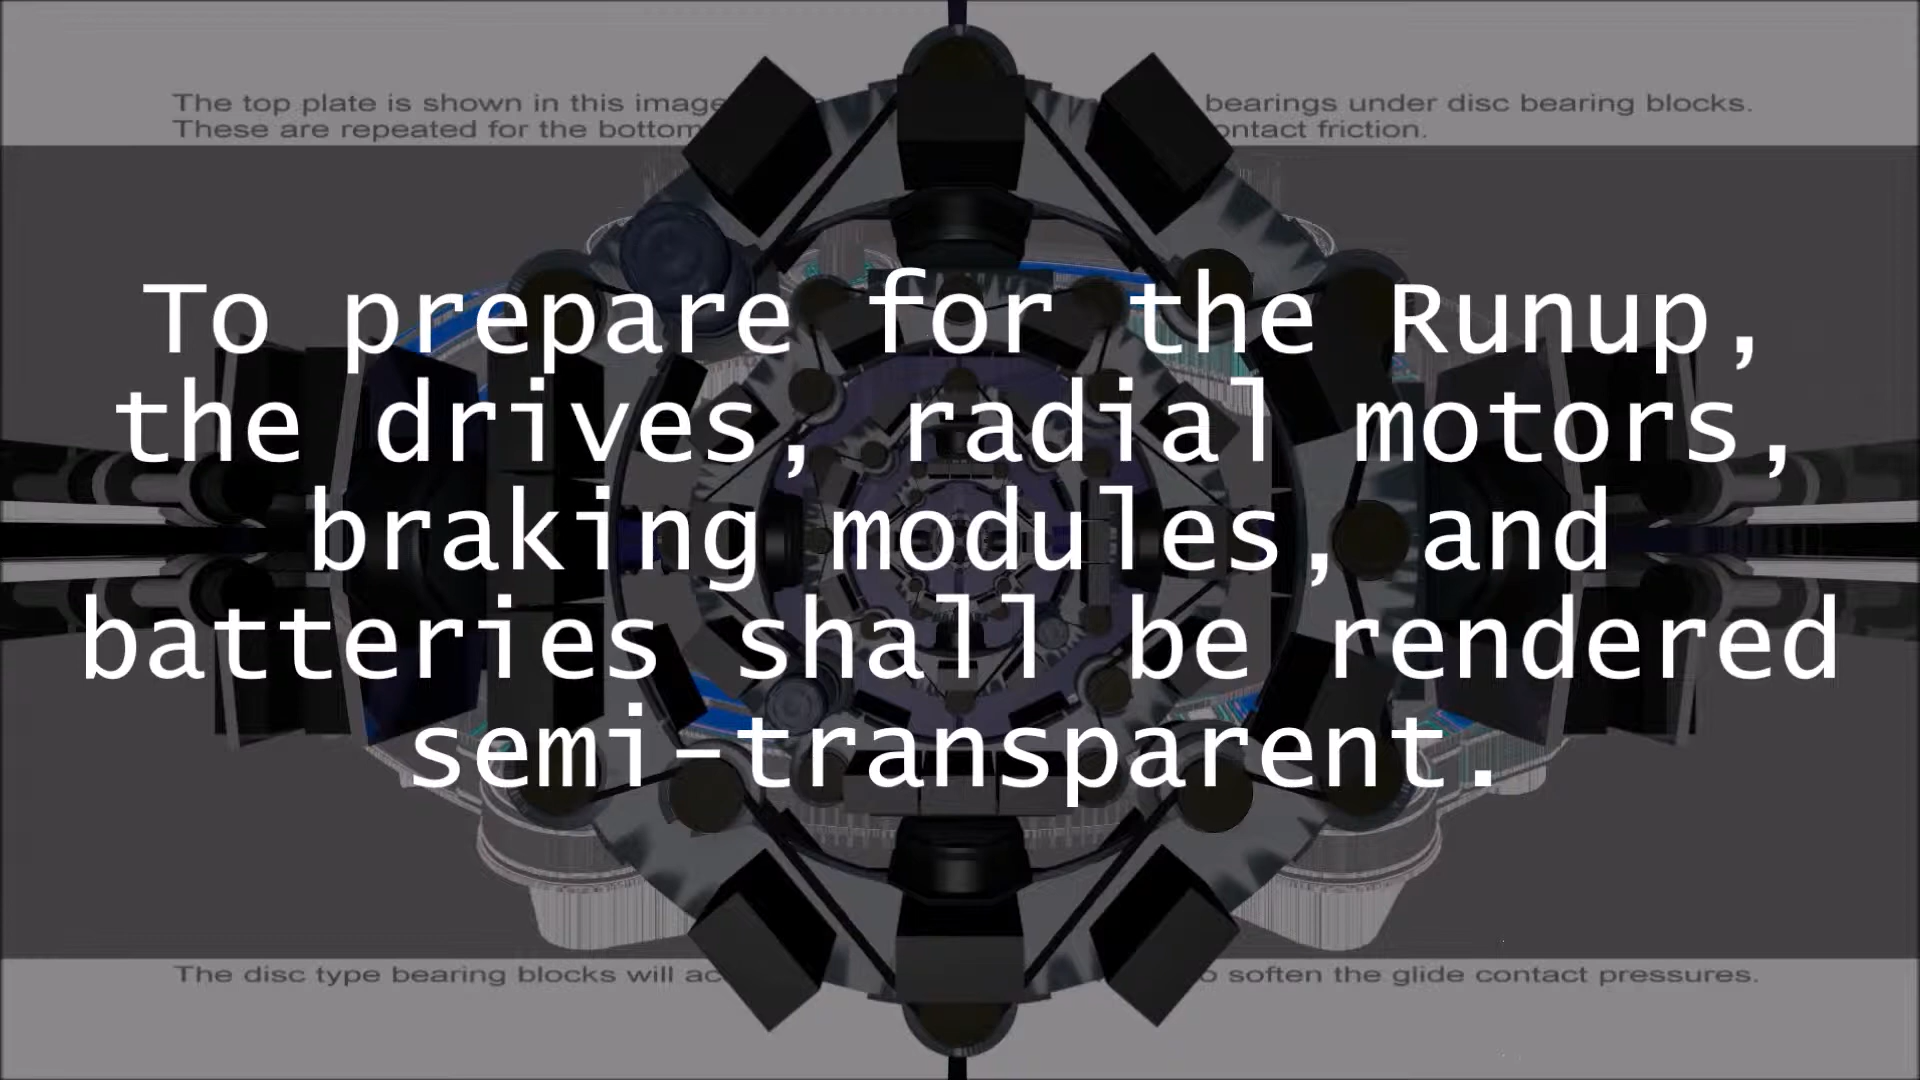 The top plate is shown in this image bearings under disc bearing blocks.
These are repeated for the bottom contact friction.
To prepare for the Runup,
the drives, radial motors,
braking modules, and
batteries shall be rendered
semi-transparent.
The disc type bearing blocks will to soften the glide contact pressures.